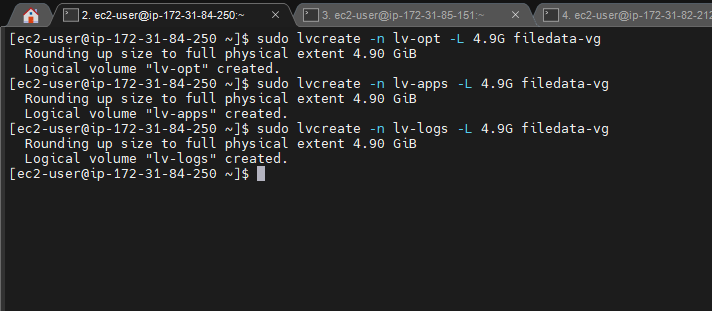 2. ec2-user@ip-172-31-84-250:~
3. ec2-user@ip-172-31-85-151:~
4. ec2-user@ip-172-31-82-212
[ec2-user@ip-172-31-84-250 ~]$ sudo lvcreate -n lv-opt -L 4.9G filedata-vg
  Rounding up size to full physical extent 4.90 GiB
  Logical volume "lv-opt" created.
[ec2-user@ip-172-31-84-250 ~]$ sudo lvcreate -n lv-apps -L 4.9G filedata-vg
  Rounding up size to full physical extent 4.90 GiB
  Logical volume "lv-apps" created.
[ec2-user@ip-172-31-84-250 ~]$ sudo lvcreate -n lv-logs -L 4.9G filedata-vg
  Rounding up size to full physical extent 4.90 GiB
  Logical volume "lv-logs" created.
[ec2-user@ip-172-31-84-250 ~]$